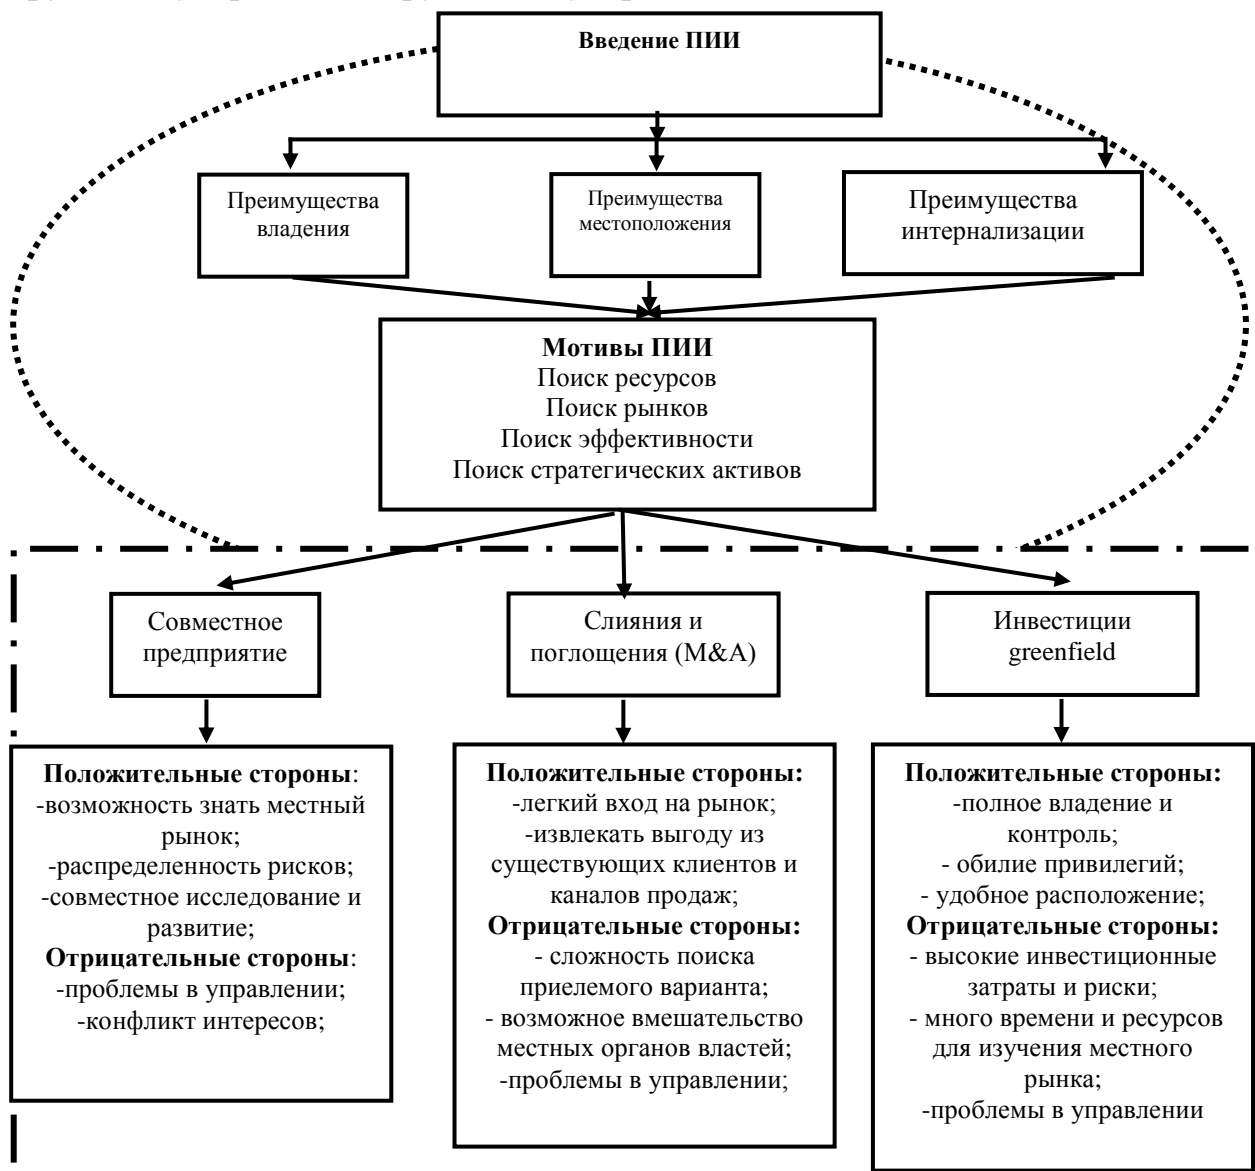 Введение ПИИ
Преимущества
владения
Преимущества
местоположения
Преимущества
интернализации
Мотивы ПИИ
Поиск ресурсов
Поиск рынков
Поиск эффективности
Поиск стратегических активов
Совместное
предприятие
Слияния и
поглощения (M&A)
Инвестиции
greenfield
Положительные стороны:
-возможность знать местный
рынок;
-распределенность рисков;
-совместное исследование и
развитие;
Отрицательные стороны:
-проблемы в управлении;
-конфликт интересов;
Положительные стороны:
-легкий вход на рынок;
-извлекать выгоду из
существующих клиентов и
каналов продаж;
Отрицательные стороны:
- сложность поиска
приелемого варианта;
- возможное вмешательство
местных органов властей;
-проблемы в управлении;
Положительные стороны:
-полное владение и
контроль;
- обилие привилегий;
- удобное расположение;
Отрицательные стороны:
- высокие инвестиционные
затраты и риски;
- много времени и ресурсов
для изучения местного
рынка;
-проблемы в управлении